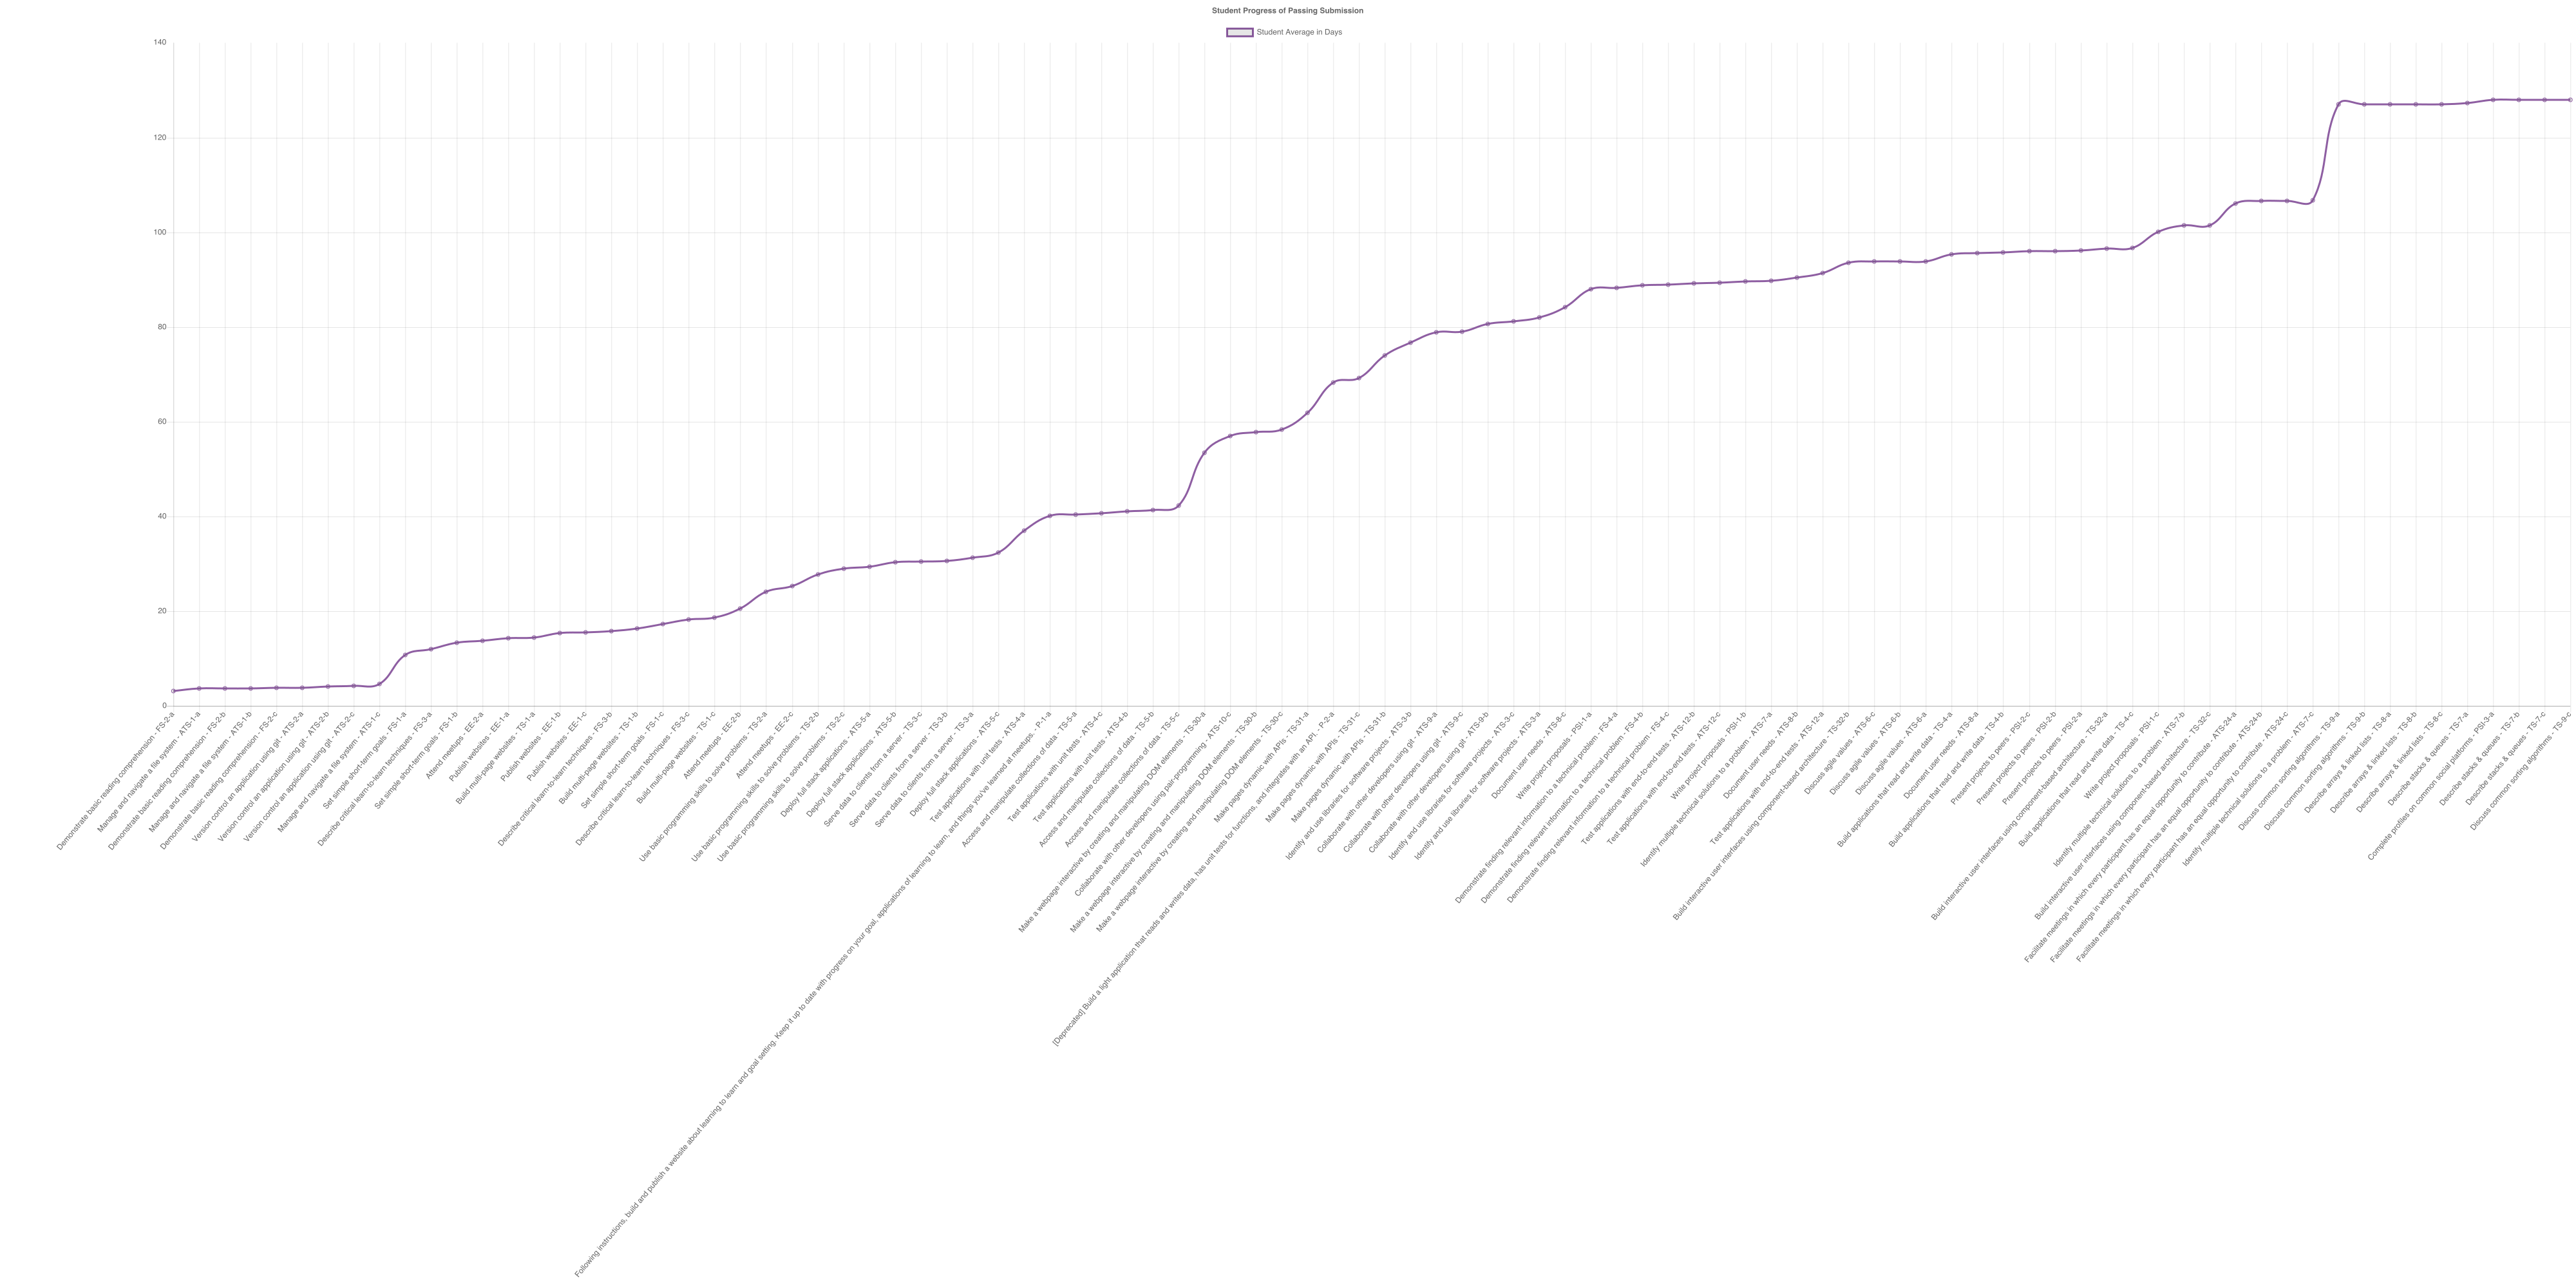 Student Progress of Passing Submission
Student Average in Days
140
120
100
80
60
40
20
0
Demonstrate basic reading comprehension - FS-2-a
Manage and navigate a file system - ATS-1-a
Demonstrate basic reading comprehension - FS-2-b
Manage and navigate a file system - ATS-1-b
Demonstrate basic reading comprehension - FS-2-c
Version control an application using git - ATS-2-a
Version control an application using git - ATS-2-b
Version control an application using git - ATS-2-c
Manage and navigate a file system - ATS-1-c
Set simple short-term goals - FS-1-a
Describe critical learn-to-learn techniques - FS-3-a
Set simple short-term goals - FS-1-b
Attend meetups - EE-2-a
Publish websites - EE-1-a
Build multi-page websites - TS-1-a
Publish websites - EE-1-b
Publish websites - EE-1-c
Describe critical learn-to-learn techniques - FS-3-b
Build multi-page websites - TS-1-b
Set simple short-term goals - FS-1-c
Describe critical learn-to-learn techniques - FS-3-c
Build multi-page websites - TS-1-c
Attend meetups - EE-2-b
Use basic programming skills to solve problems - TS-2-a
Attend meetups - EE-2-c
Use basic programming skills to solve problems - TS-2-b
Use basic programming skills to solve problems - TS-2-c
Deploy full stack applications - ATS-5-a
Deploy full stack applications - ATS-5-b
Serve data to clients from a server - TS-3-c
Serve data to clients from a server - TS-3-b
Serve data to clients from a server - TS-3-a
Deploy full stack applications - ATS-5-c
Test applications with unit tests - ATS-4-a
Following instructions, build and publish a website about learning to learn and goal setting. Keep it up to date with progress on your goal, applications of learning to learn, and things you've learned at meetups. - P-1-a
Access and manipulate collections of data - TS-5-a
Test applications with unit tests - ATS-4-c
Test applications with unit tests - ATS-4-b
Access and manipulate collections of data - TS-5-b
Access and manipulate collections of data - TS-5-c
Make a webpage interactive by creating and manipulating DOM elements - TS-30-a
Collaborate with other developers using pair programming - ATS-10-c
Make a webpage interactive by creating and manipulating DOM elements - TS-30-b
Make a webpage interactive by creating and manipulating DOM elements - TS-30-c
Make pages dynamic with APIs - TS-31-a
[Deprecated] Build a light application that reads and writes data, has unit tests for functions, and integrates with an API. - P-2-a
Make pages dynamic with APIs - TS-31-c
Make pages dynamic with APIs - TS-31-b
Identify and use libraries for software projects - ATS-3-b
Collaborate with other developers using git - ATS-9-a
Collaborate with other developers using git - ATS-9-c
Collaborate with other developers using git - ATS-9-b
Identify and use libraries for software projects - ATS-3-c
Identify and use libraries for software projects - ATS-3-a
Document user needs - ATS-8-c
Write project proposals - PSI-1-a
Demonstrate finding relevant information to a technical problem - FS-4-a
Demonstrate finding relevant information to a technical problem - FS-4-b
Demonstrate finding relevant information to a technical problem - FS-4-c
Test applications with end-to-end tests - ATS-12-b
Test applications with end-to-end tests - ATS-12-c
Write project proposals - PSI-1-b
Identify multiple technical solutions to a problem - ATS-7-a
Document user needs - ATS-8-b
Test applications with end-to-end tests - ATS-12-a
Build interactive user interfaces using component-based architecture - TS-32-b
Discuss agile values - ATS-6-c
Discuss agile values - ATS-6-b
Discuss agile values - ATS-6-a
Build applications that read and write data - TS-4-a
Document user needs - ATS-8-a
Build applications that read and write data - TS-4-b
Present projects to peers - PSI-2-c
Present projects to peers - PSI-2-b
Present projects to peers - PSI-2-a
Build interactive user interfaces using component-based architecture - TS-32-a
Build applications that read and write data - TS-4-c
Write project proposals - PSI-1-c
Identify multiple technical solutions to a problem - ATS-7-b
Build interactive user interfaces using component-based architecture - TS-32-c
Facilitate meetings in which every participant has an equal opportunity to contribute - ATS-24-a
Facilitate meetings in which every participant has an equal opportunity to contribute - ATS-24-b
Facilitate meetings in which every participant has an equal opportunity to contribute - ATS-24-c
Identify multiple technical solutions to a problem - ATS-7-c
Discuss common sorting algorithms - TS-9-a
Discuss common sorting algorithms - TS-9-b
Describe arrays & linked lists - TS-8-a
Describe arrays & linked lists - TS-8-b
Describe arrays & linked lists - TS-8-c
Describe stacks & queues - TS-7-a
Complete profiles on common social platforms - PSI-3-a
Describe stacks & queues - TS-7-b
Describe stacks & queues - TS-7-c
Discuss common sorting algorithms - TS-9-c